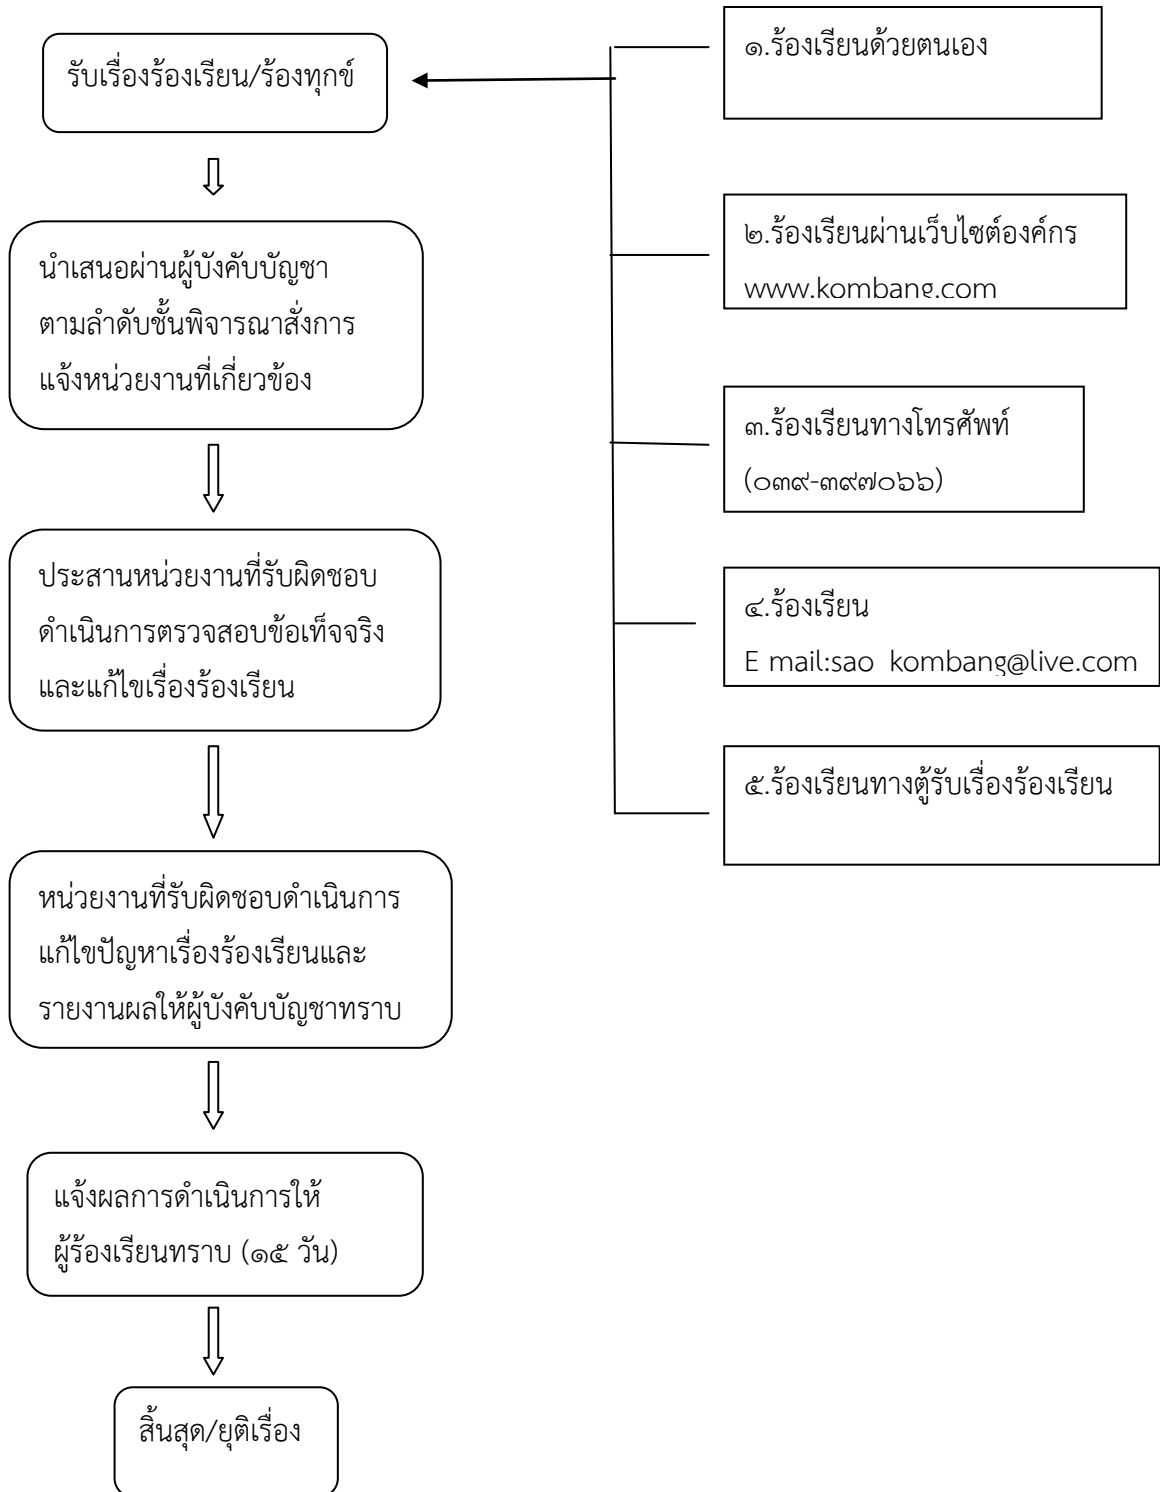 รับเรื่องร้องเรียน/ร้องทุกข์
นำเสนอผ่านผู้บังคับบัญชา
ตามลำดับชั้นพิจารณาสั่งการ
แจ้งหน่วยงานที่เกี่ยวข้อง
ประสานหน่วยงานที่รับผิดชอบ
ดำเนินการตรวจสอบข้อเท็จจริง
และแก้ไขเรื่องร้องเรียน
หน่วยงานที่รับผิดชอบดำเนินการ
แก้ไขปัญหาเรื่องร้องเรียนและ
รายงานผลให้ผู้บังคับบัญชาทราบ
แจ้งผลการดำเนินการให้
ผู้ร้องเรียนทราบ (๑๕ วัน)
สิ้นสุด/ยุติเรื่อง
๑.ร้องเรียนด้วยตนเอง
๒.ร้องเรียนผ่านเว็บไซต์องค์กร
www.kombang.com
๓.ร้องเรียนทางโทรศัพท์
(๐๓๙-๓๙๗๐๖๖)
๔.ร้องเรียน
E mail:sao_kombang@live.com
๕.ร้องเรียนทางตู้รับเรื่องร้องเรียน